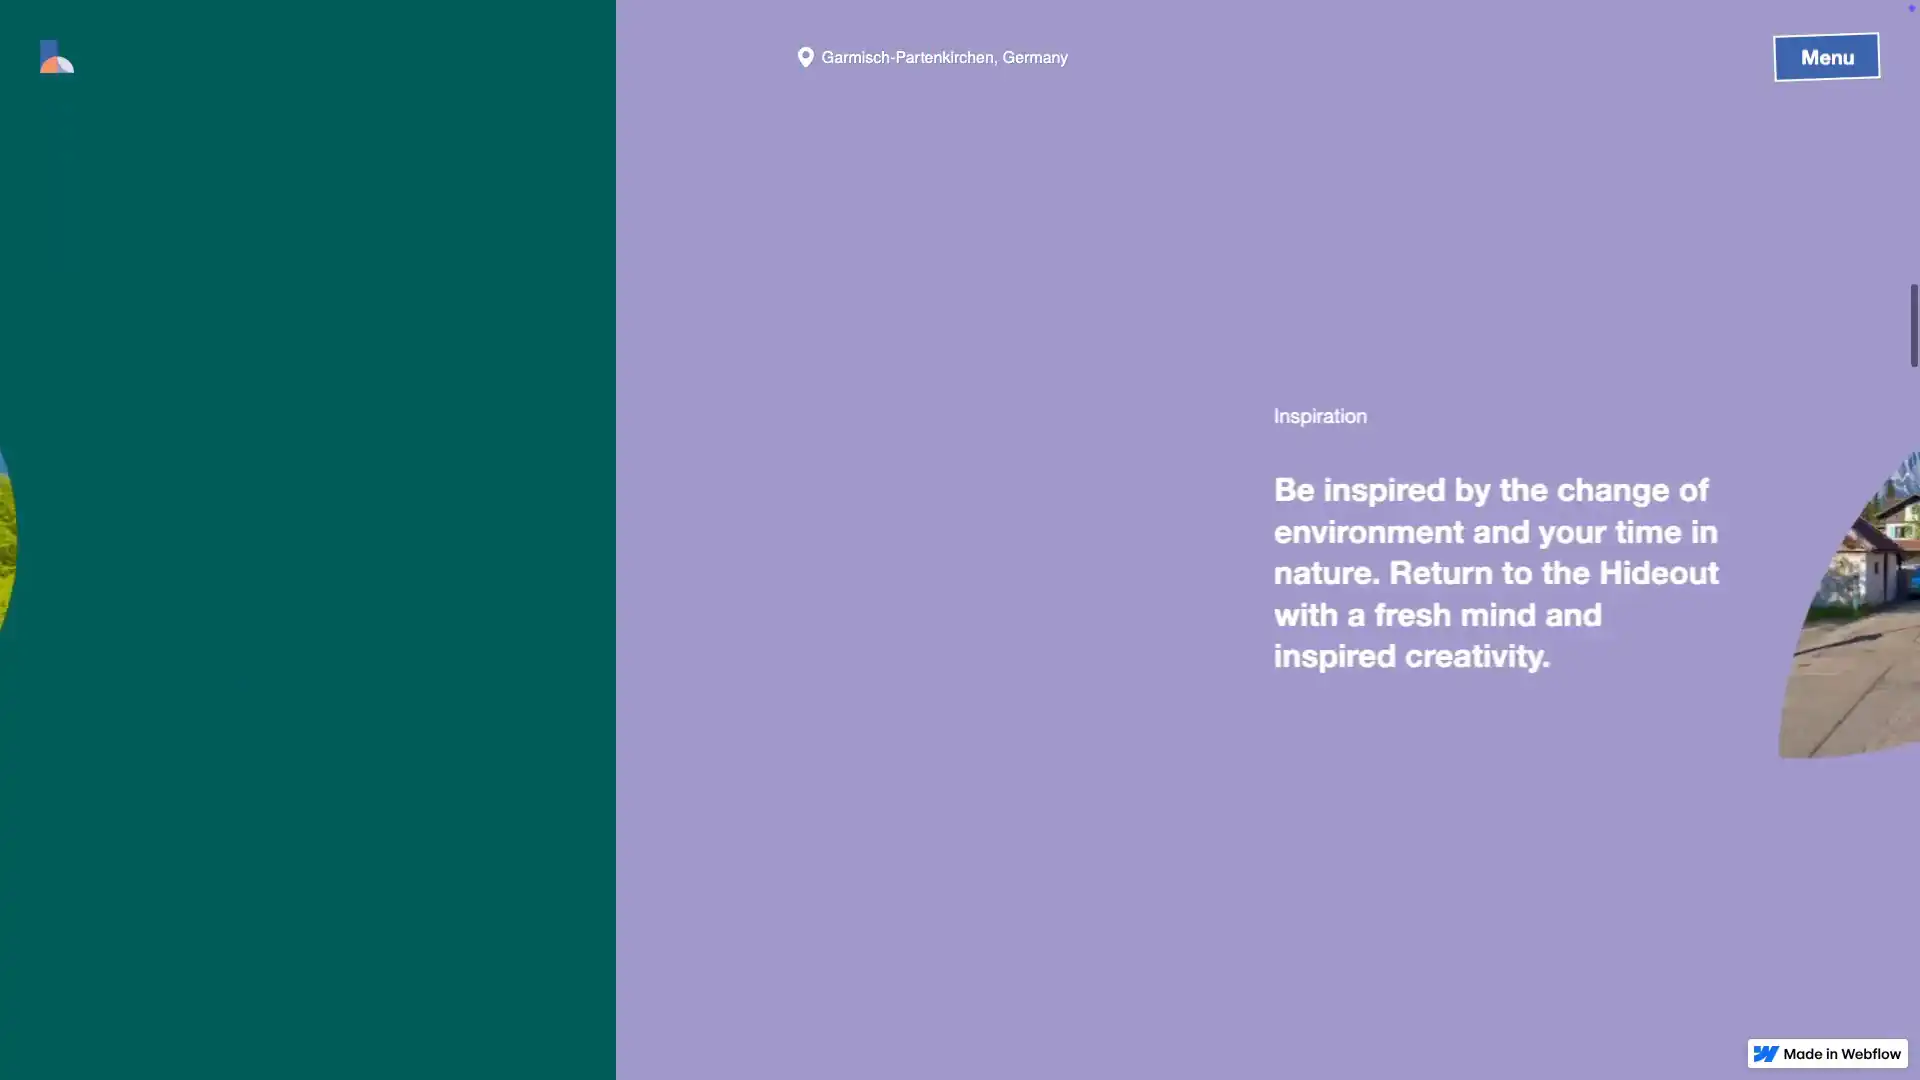 Garmisch-Partenkirchen, Germany
Menu
Inspiration
Be inspired by the change of
environment and your time in
nature. Return to the Hideout
with a fresh mind and
inspired creativity.
Made in Webflow